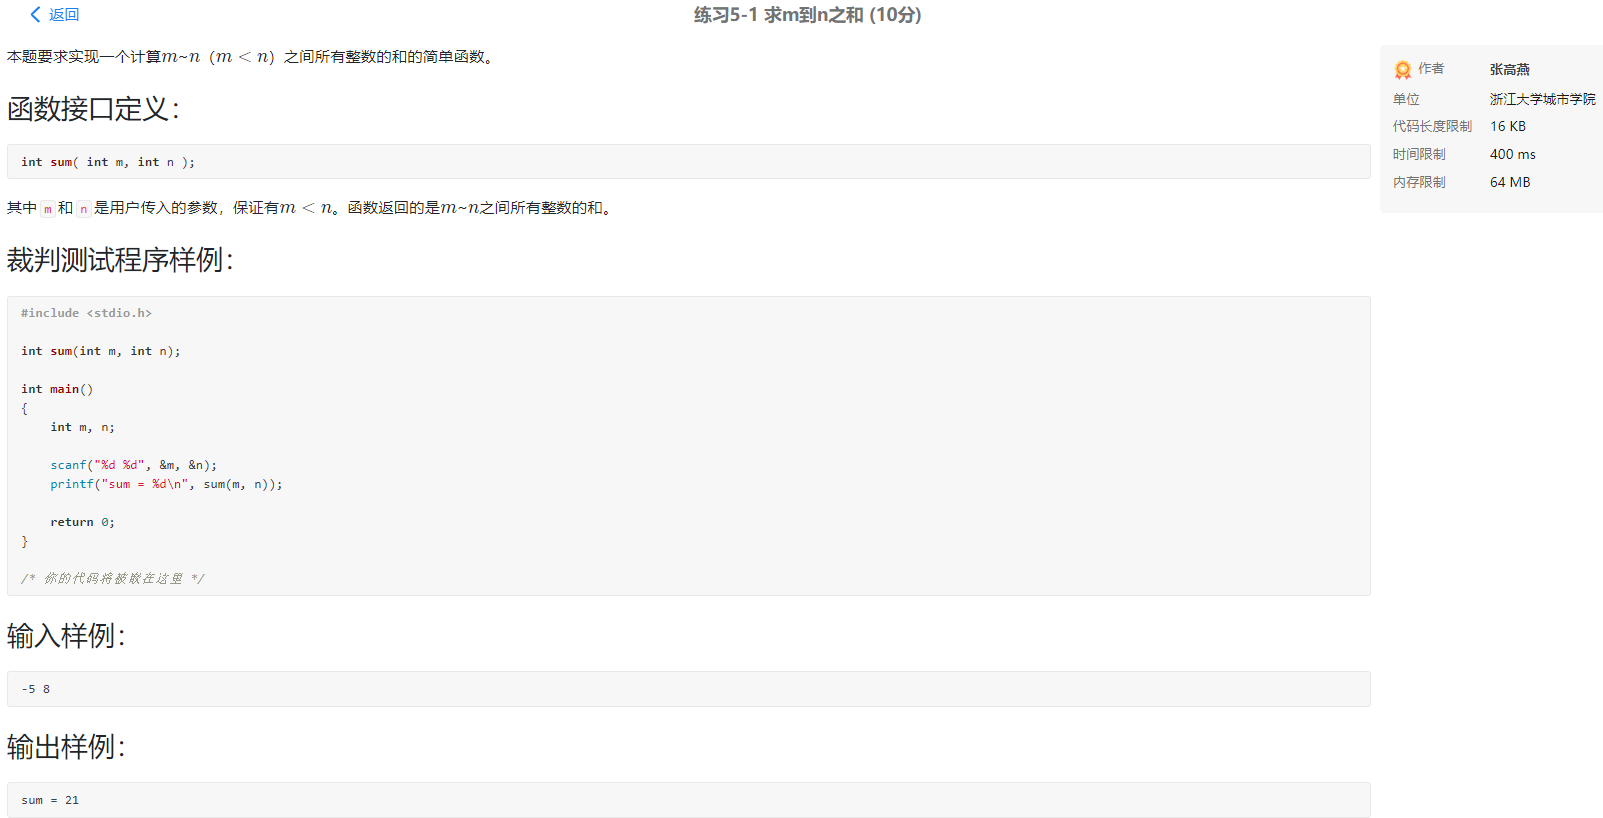 返回
练习5-1 求m到n之和 (10分)
本题要求实现一个计算m~n（m < n）之间所有整数的和的简单函数。
作者 张高燕
单位 浙江大学城市学院
代码长度限制 16 KB
时间限制 400 ms
内存限制 64 MB
函数接口定义：
int sum( int m, int n );
其中 m 和 n 是用户传入的参数，保证有m < n。函数返回的是m~n之间所有整数的和。
裁判测试程序样例：
#include <stdio.h>
int sum(int m, int n);
int main()
{
    int m, n;
    scanf("%d %d", &m, &n);
    printf("sum = %d\n", sum(m, n));
    return 0;
}
/* 你的代码将被嵌在这里 */
输入样例：
-5 8
输出样例：
sum = 21